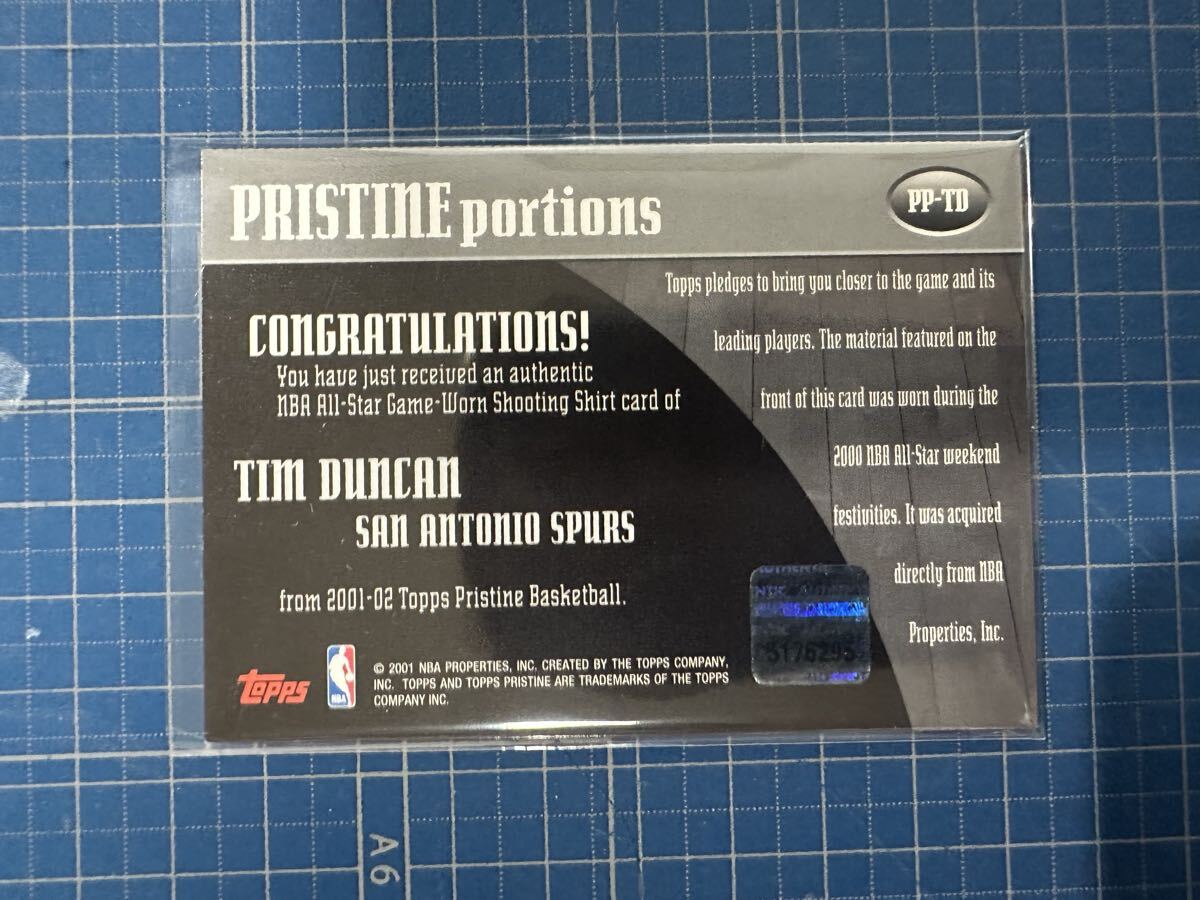 PRISTINE portions
PP-TD
CONGRATULATIONS!
You have just received an authentic
NBA All-Star Game-Worn Shooting Shirt card of
TIM DUNCAN
SAN ANTONIO SPURS
from 2001-02 Topps Pristine Basketball.
Topps pledges to bring you closer to the game and its
leading players. The material featured on the
front of this card was worn during the
2000 NBA All-Star weekend
festivities. It was acquired
directly from NBA
Properties, Inc.
topps
NBA
© 2001 NBA PROPERTIES, INC. CREATED BY THE TOPPS COMPANY,
INC. TOPPS AND TOPPS PRISTINE ARE TRADEMARKS OF THE TOPPS
COMPANY INC.
A6